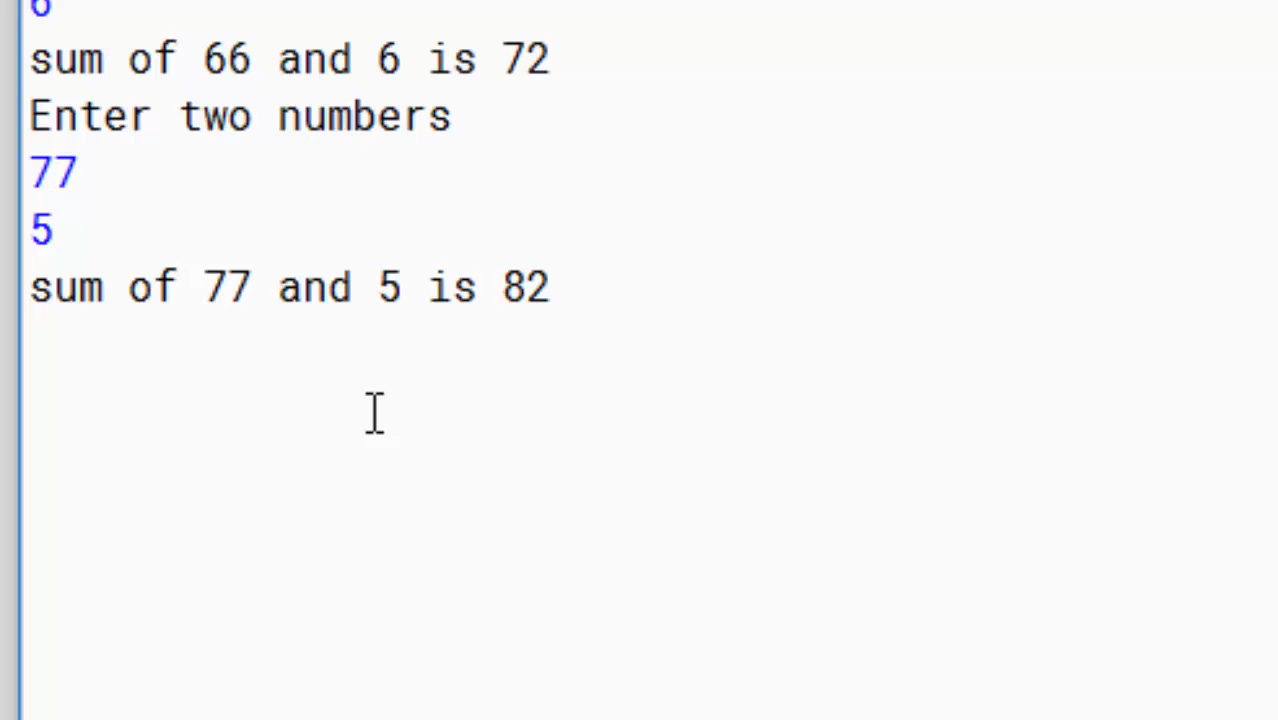 6
sum of 66 and 6 is 72
Enter two numbers
77
5
sum of 77 and 5 is 82